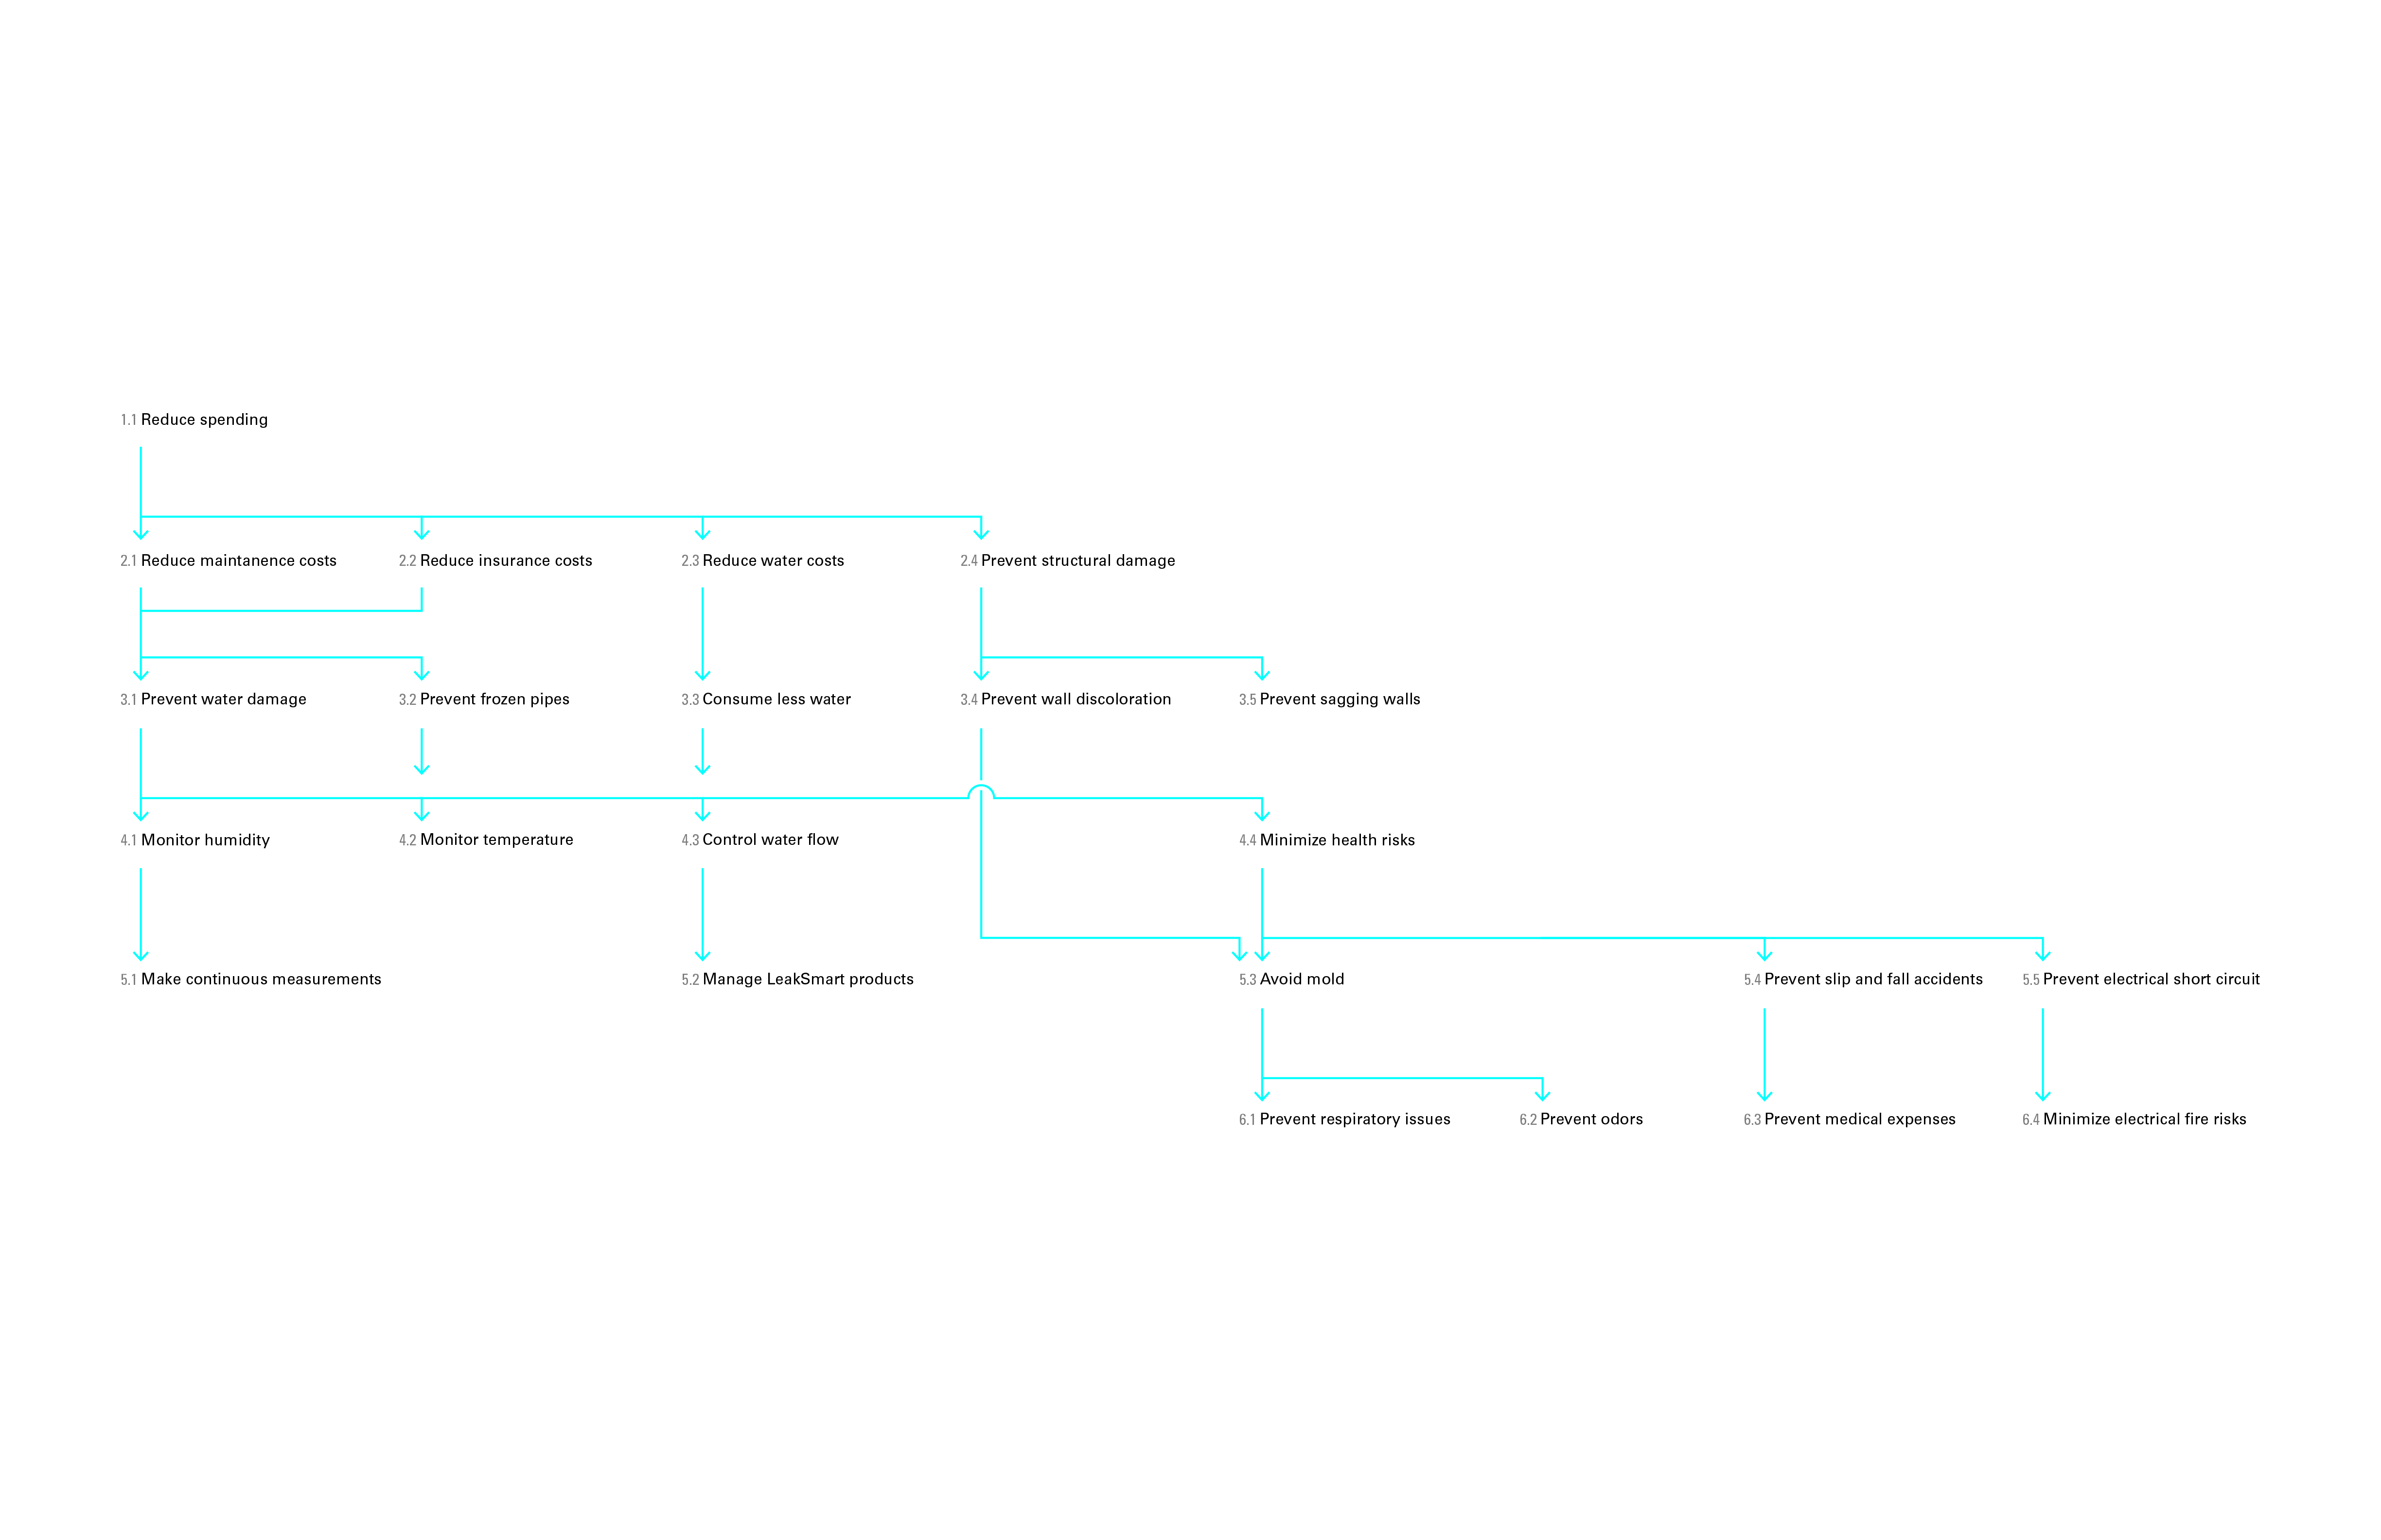 1.1 Reduce spending
2.1 Reduce maintanence costs
2.2 Reduce insurance costs
2.3 Reduce water costs
2.4 Prevent structural damage
3.1 Prevent water damage
3.2 Prevent frozen pipes
3.3 Consume less water
3.4 Prevent wall discoloration
3.5 Prevent sagging walls
4.1 Monitor humidity
4.2 Monitor temperature
4.3 Control water flow
4.4 Minimize health risks
5.1 Make continuous measurements
5.2 Manage LeakSmart products
5.3 Avoid mold
5.4 Prevent slip and fall accidents
5.5 Prevent electrical short circuit
6.1 Prevent respiratory issues
6.2 Prevent odors
6.3 Prevent medical expenses
6.4 Minimize electrical fire risks